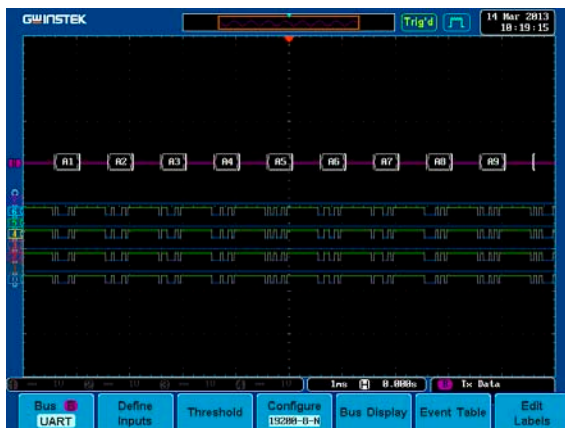 GWINSTEK
Trig'd
14 Mar 2013
10:19:15
A1 A2 A3 A4 A5 A6 A7 A8 A9
1ms H 0.000s B Tx Data
Bus B
UART
Define
Inputs
Threshold
Configure
19200-8-N
Bus Display
Event Table
Edit
Labels